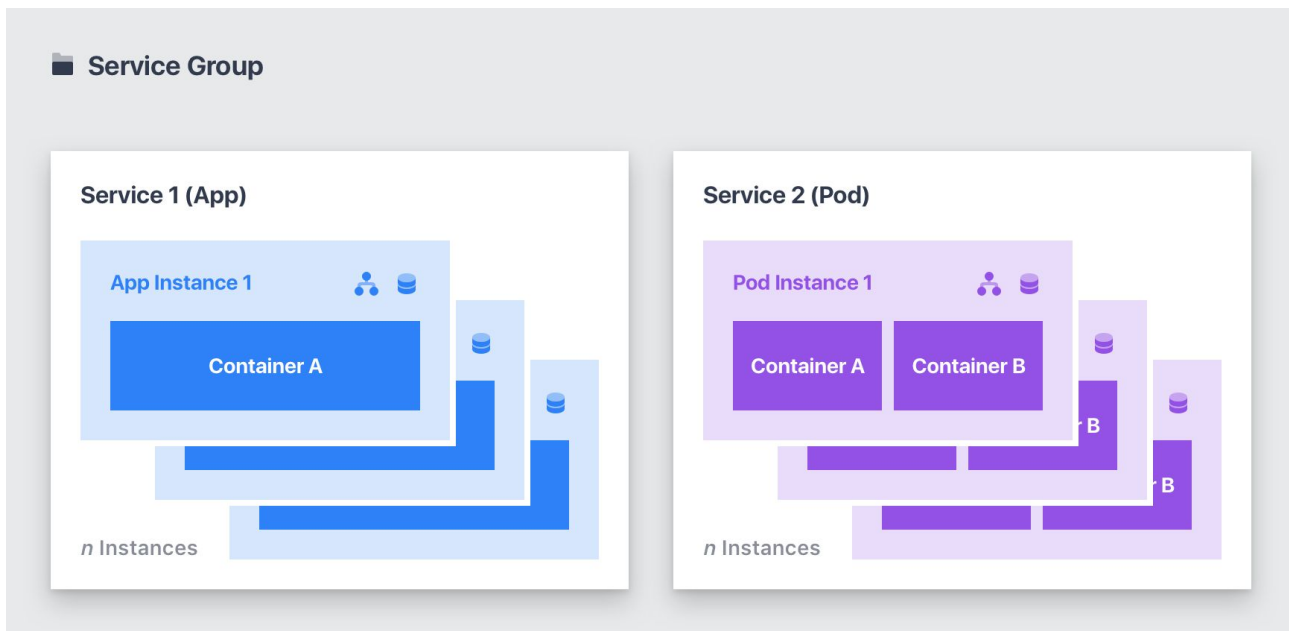 Service Group
Service 1 (App)
App Instance 1
Container A
n Instances
Service 2 (Pod)
Pod Instance 1
Container A
Container B
B
B
n Instances